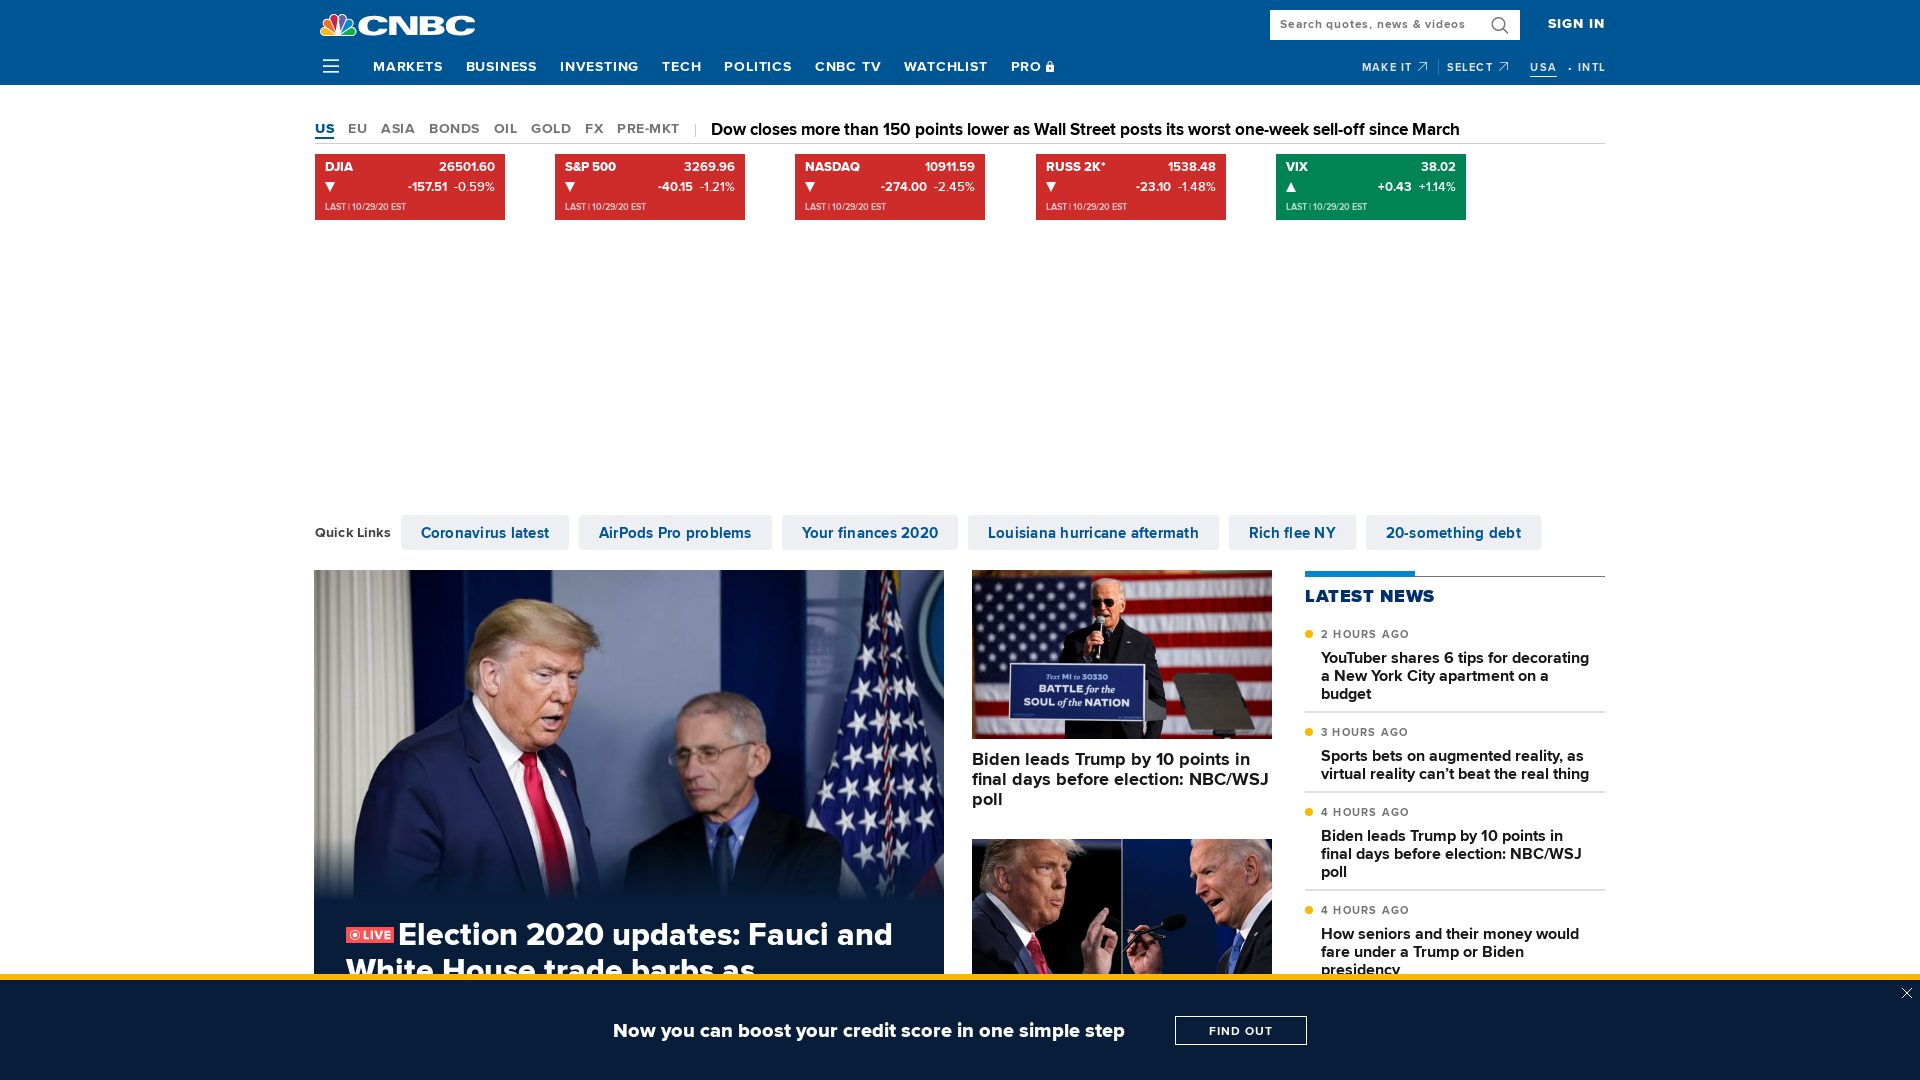 CNBC
Search quotes, news & videos
SIGN IN
MARKETS BUSINESS INVESTING TECH POLITICS CNBC TV WATCHLIST PRO
MAKE IT SELECT USA • INTL
US EU ASIA BONDS OIL GOLD FX PRE-MKT
Dow closes more than 150 points lower as Wall Street posts its worst one-week sell-off since March
DJIA 26501.60
-157.51 -0.59%
LAST | 10/29/20 EST
S&P 500 3269.96
-40.15 -1.21%
LAST | 10/29/20 EST
NASDAQ 10911.59
-274.00 -2.45%
LAST | 10/29/20 EST
RUSS 2K* 1538.48
-23.10 -1.48%
LAST | 10/29/20 EST
VIX 38.02
+0.43 +1.14%
LAST | 10/29/20 EST
Quick Links
Coronavirus latest
AirPods Pro problems
Your finances 2020
Louisiana hurricane aftermath
Rich flee NY
20-something debt
LIVE Election 2020 updates: Fauci and
White House trade barbs as
Text MI to 30330
BATTLE for the
SOUL of the NATION
Biden leads Trump by 10 points in
final days before election: NBC/WSJ
poll
LATEST NEWS
2 HOURS AGO
YouTuber shares 6 tips for decorating
a New York City apartment on a
budget
3 HOURS AGO
Sports bets on augmented reality, as
virtual reality can’t beat the real thing
4 HOURS AGO
Biden leads Trump by 10 points in
final days before election: NBC/WSJ
poll
4 HOURS AGO
How seniors and their money would
fare under a Trump or Biden
presidency
Now you can boost your credit score in one simple step
FIND OUT